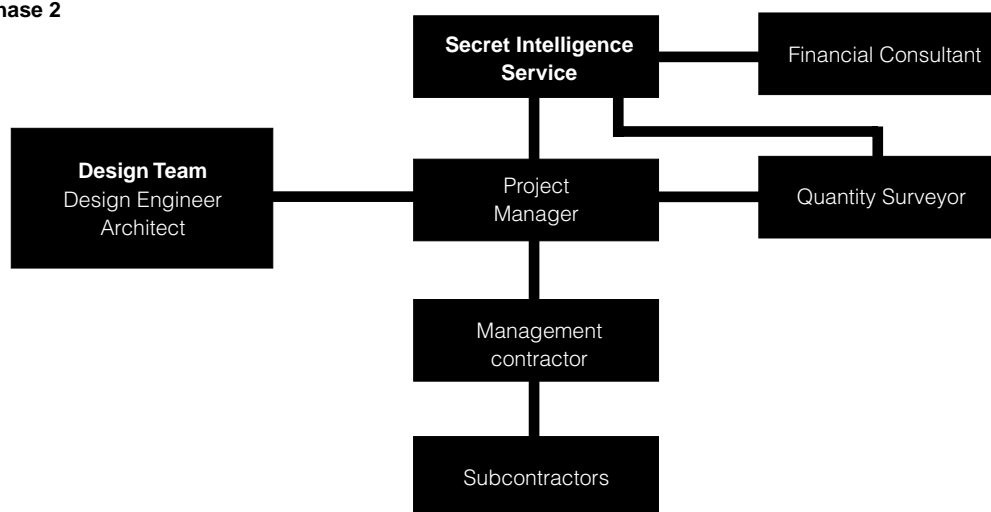 hase 2
Secret Intelligence
Service
Financial Consultant
Design Team
Design Engineer
Architect
Project
Manager
Quantity Surveyor
Management
contractor
Subcontractors